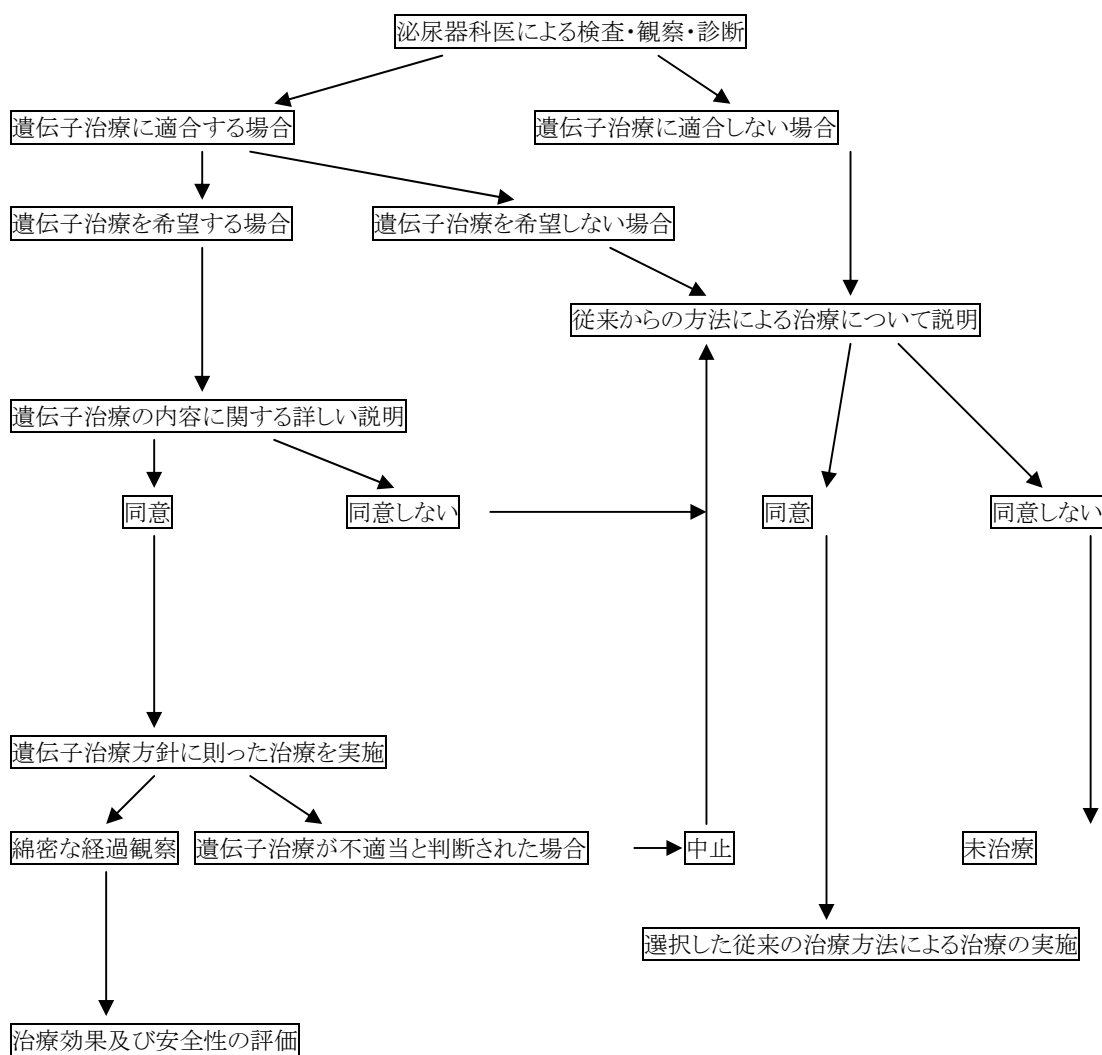 泌尿器科医による検査・観察・診断
遺伝子治療に適合する場合
遺伝子治療に適合しない場合
遺伝子治療を希望する場合
遺伝子治療を希望しない場合
従来からの方法による治療について説明
遺伝子治療の内容に関する詳しい説明
同意
同意しない
同意
同意しない
遺伝子治療方針に則った治療を実施
綿密な経過観察
遺伝子治療が不適当と判断された場合
中止
未治療
選択した従来の治療方法による治療の実施
治療効果及び安全性の評価